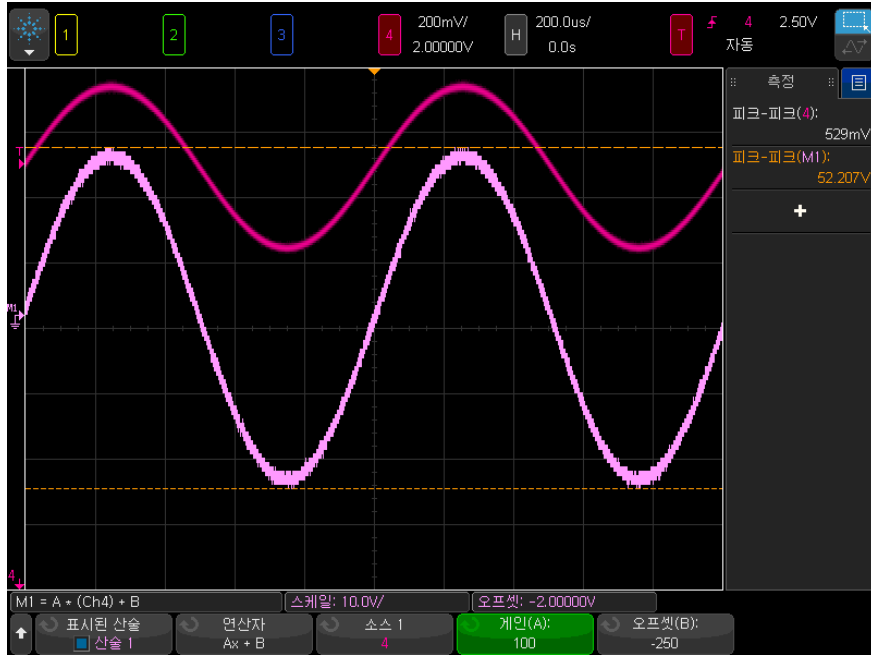 1
2
3
4
200mV/
2.00000V
H
200.0us/
0.0s
T
4
2.50V
자동
측정
피크-피크(4):
529mV
피크-피크(M1):
52.207V
+
T
M1
4
M1 = A * (Ch4) + B
스케일: 10.0V/
오프셋: -2.00000V
표시된 산술
산술 1
연산자
Ax + B
소스 1
4
게인(A):
100
오프셋(B):
-250